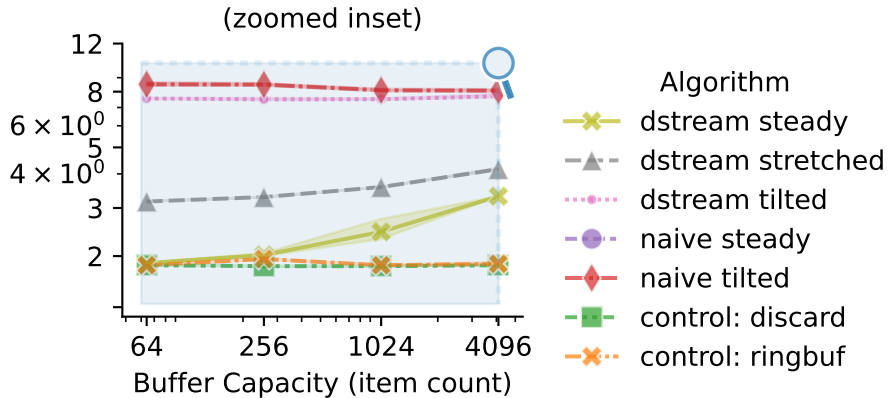 (zoomed inset)
12
8
6 × 10⁰
5
4 × 10⁰
3
2
64 256 1024 4096
Buffer Capacity (item count)
Algorithm
dstream steady
dstream stretched
dstream tilted
naive steady
naive tilted
control: discard
control: ringbuf